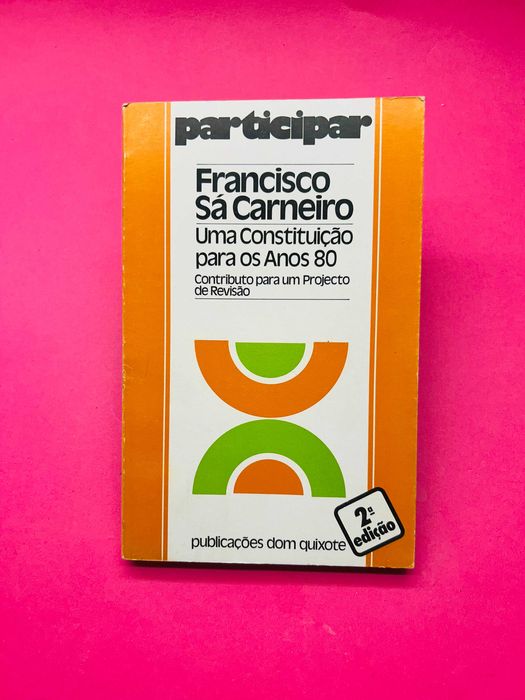 participar
Francisco
Sá Carneiro
Uma Constituição
para os Anos 80
Contributo para um Projecto
de Revisão
2ª
edição
publicações dom quixote